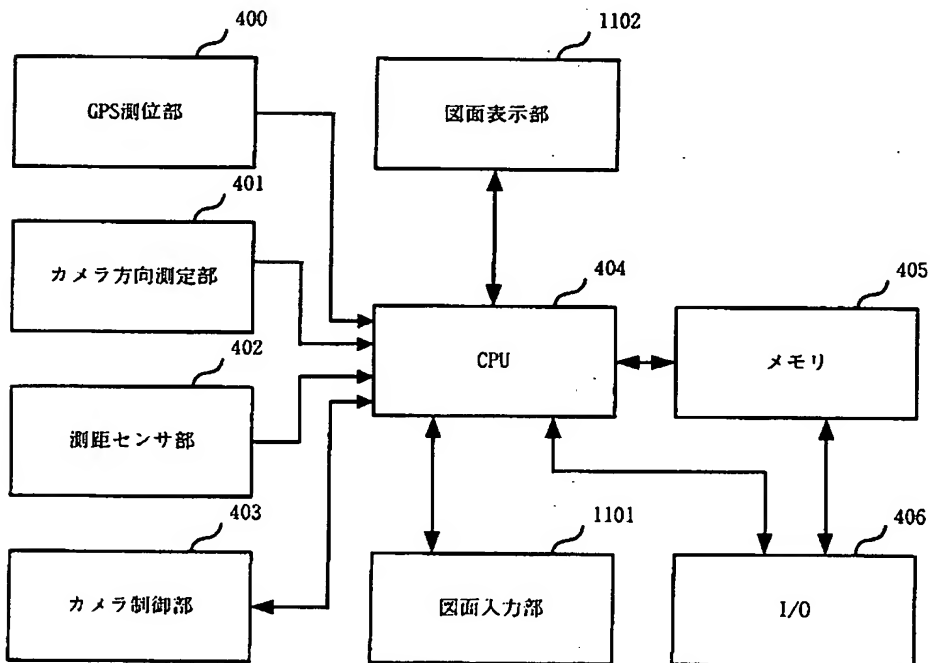 400
GPS測位部
1102
図面表示部
401
カメラ方向測定部
404
CPU
405
メモリ
402
測距センサ部
403
カメラ制御部
1101
図面入力部
406
I/O